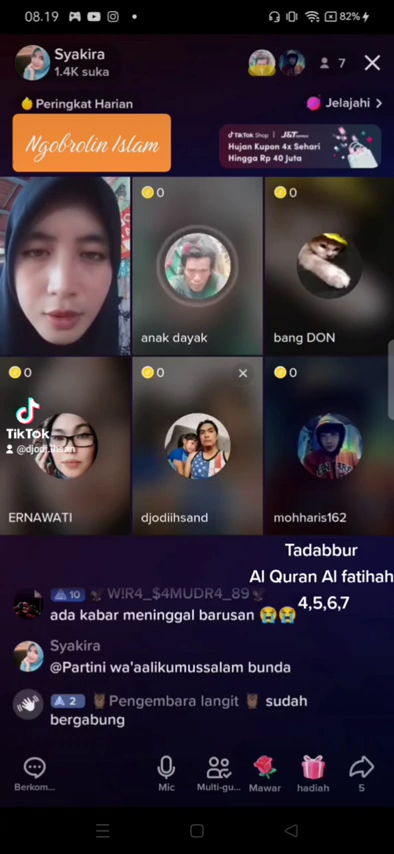 08.19
82%
Syakira
1.4K suka
7
Peringkat Harian
Jelajahi >
Ngobrolin Islam
TikTok Shop | J&T EXPRESS
Hujan Kupon 4x Sehari
Hingga Rp 40 Juta
0
0
anak dayak
bang DON
0
0
0
TikTok
@djodi.ihsan
ERNAWATI
djodiihsand
mohharis162
Tadabbur
Al Quran Al fatihah
4,5,6,7
10 W!R4_$4MUDR4_89
ada kabar meninggal barusan 😭😭
Syakira
@Partini wa'aalikumussalam bunda
2 Pengembara langit sudah
bergabung
Berkom...
Mic
Multi-gu...
Mawar
hadiah
5